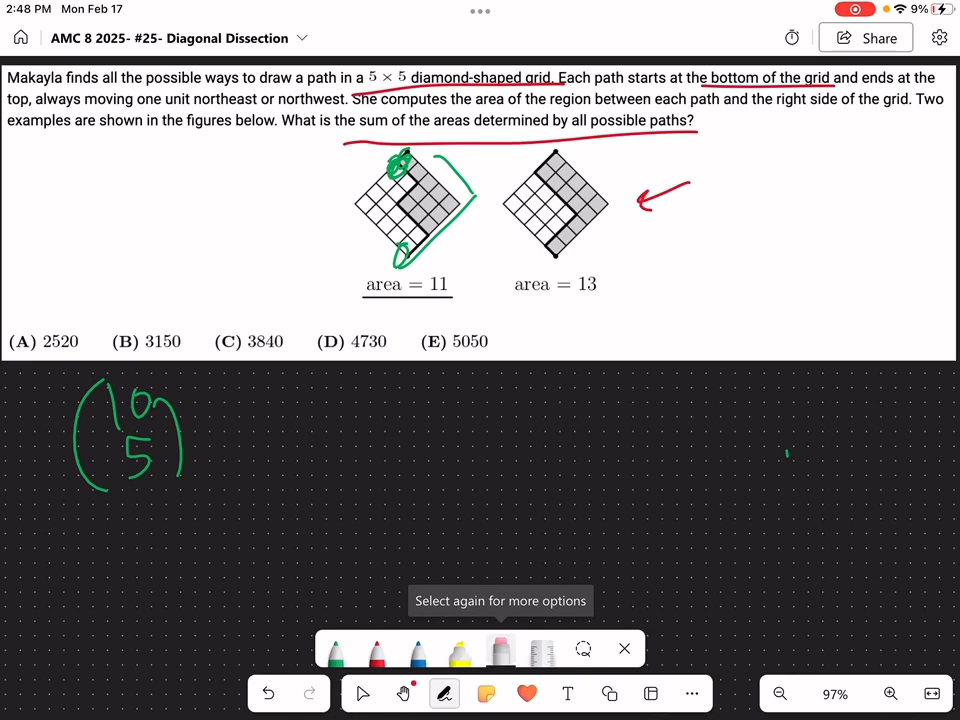 2:48 PM Mon Feb 17
9%
AMC 8 2025- #25- Diagonal Dissection
Share
Makayla finds all the possible ways to draw a path in a 5 × 5 diamond-shaped grid. Each path starts at the bottom of the grid and ends at the
top, always moving one unit northeast or northwest. She computes the area of the region between each path and the right side of the grid. Two
examples are shown in the figures below. What is the sum of the areas determined by all possible paths?
area = 11
area = 13
(A) 2520 (B) 3150 (C) 3840 (D) 4730 (E) 5050
(10
5)
Select again for more options
T
97%